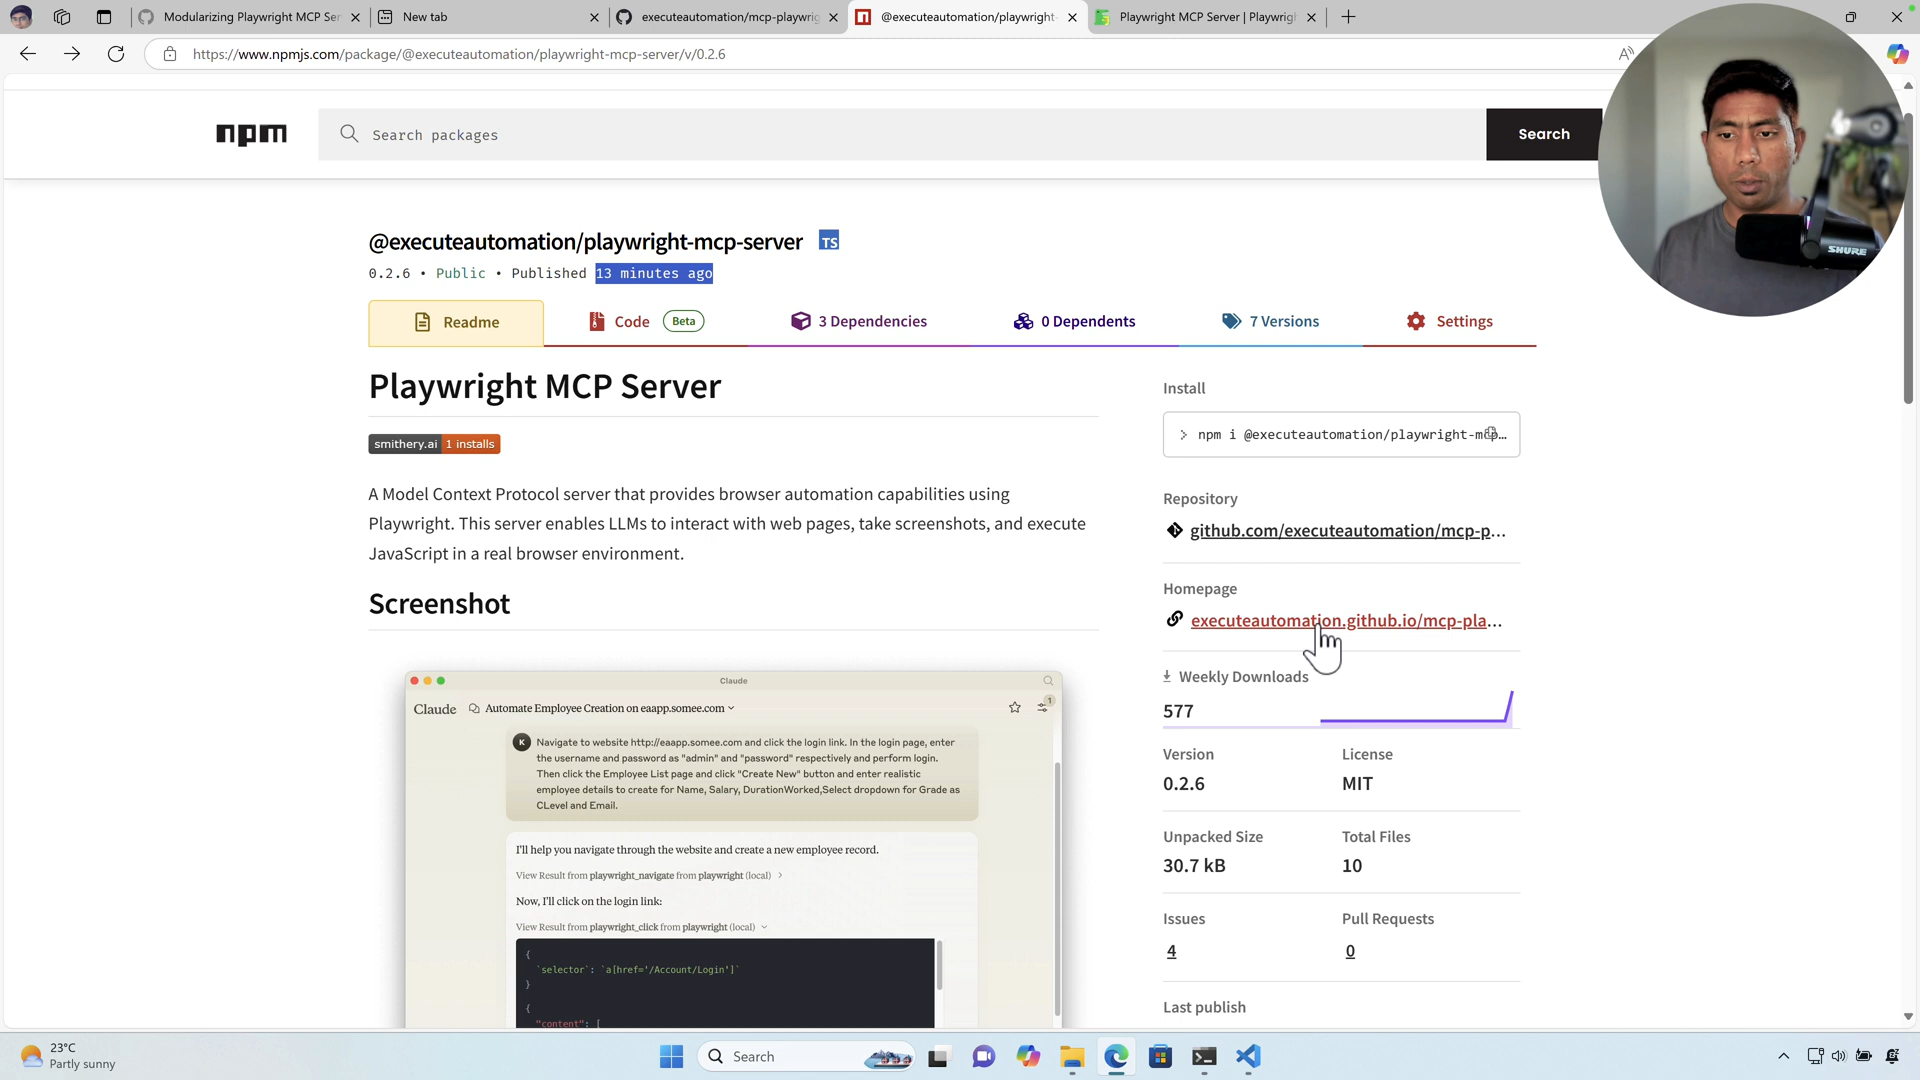 Modularizing Playwright MCP Ser
New tab
executeautomation/mcp-playwrig
@executeautomation/playwright-
Playwright MCP Server | Playwrig
https://www.npmjs.com/package/@executeautomation/playwright-mcp-server/v/0.2.6
npm
Search packages
Search
SHURE
@executeautomation/playwright-mcp-server TS
0.2.6 • Public • Published 13 minutes ago
Readme
Code Beta
3 Dependencies
0 Dependents
7 Versions
Settings
Playwright MCP Server
smithery.ai 1 installs
A Model Context Protocol server that provides browser automation capabilities using
Playwright. This server enables LLMs to interact with web pages, take screenshots, and execute
JavaScript in a real browser environment.
Screenshot
Claude
Claude
Automate Employee Creation on eaapp.somee.com
1
K
Navigate to website http://eaapp.somee.com and click the login link. In the login page, enter
the username and password as "admin" and "password" respectively and perform login.
Then click the Employee List page and click "Create New" button and enter realistic
employee details to create for Name, Salary, DurationWorked,Select dropdown for Grade as
CLevel and Email.
I'll help you navigate through the website and create a new employee record.
View Result from playwright_navigate from playwright (local) >
Now, I'll click on the login link:
View Result from playwright_click from playwright (local)
{
`selector`: `a[href='/Account/Login']`
}
{
"content": [
Install
> npm i @executeautomation/playwright-mcp…
Repository
github.com/executeautomation/mcp-p...
Homepage
executeautomation.github.io/mcp-pla...
Weekly Downloads
577
Version
License
0.2.6
MIT
Unpacked Size
Total Files
30.7 kB
10
Issues
Pull Requests
4
0
Last publish
23°C
Partly sunny
Search